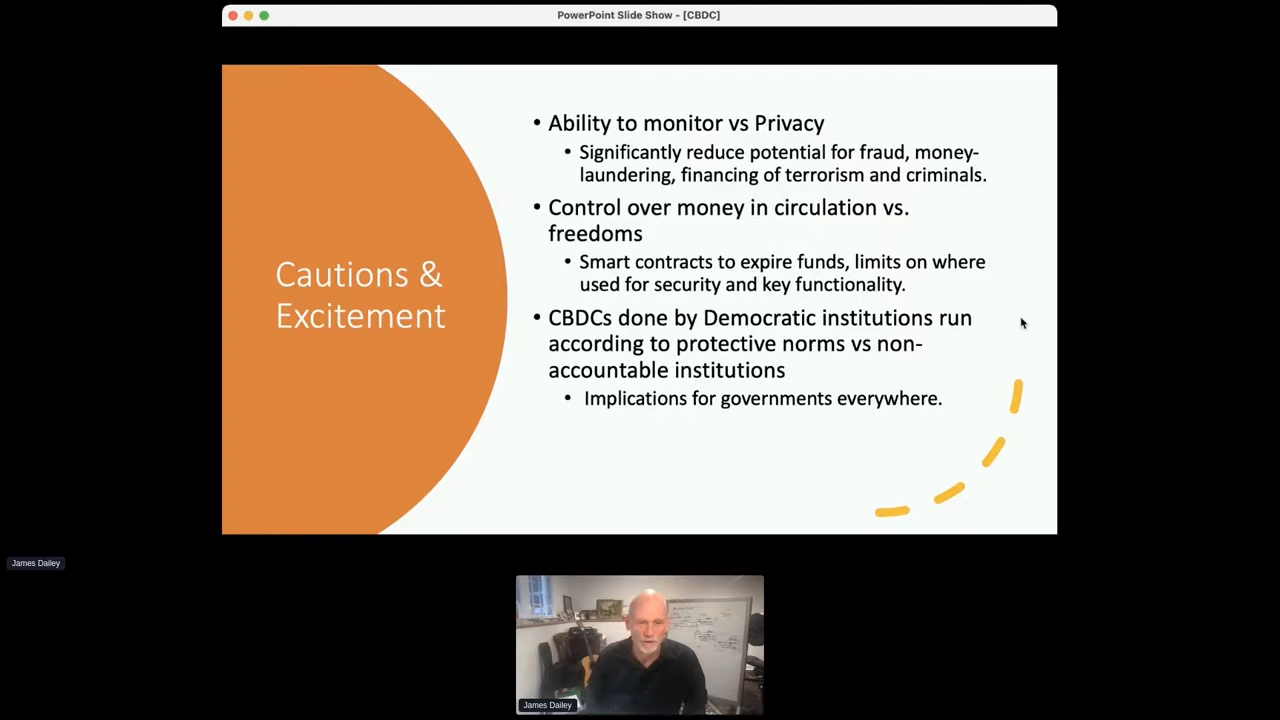 PowerPoint Slide Show - [CBDC]
Cautions &
Excitement
• Ability to monitor vs Privacy
• Significantly reduce potential for fraud, money-
laundering, financing of terrorism and criminals.
• Control over money in circulation vs.
freedoms
• Smart contracts to expire funds, limits on where
used for security and key functionality.
• CBDCs done by Democratic institutions run
according to protective norms vs non-
accountable institutions
• Implications for governments everywhere.
James Dailey
James Dailey